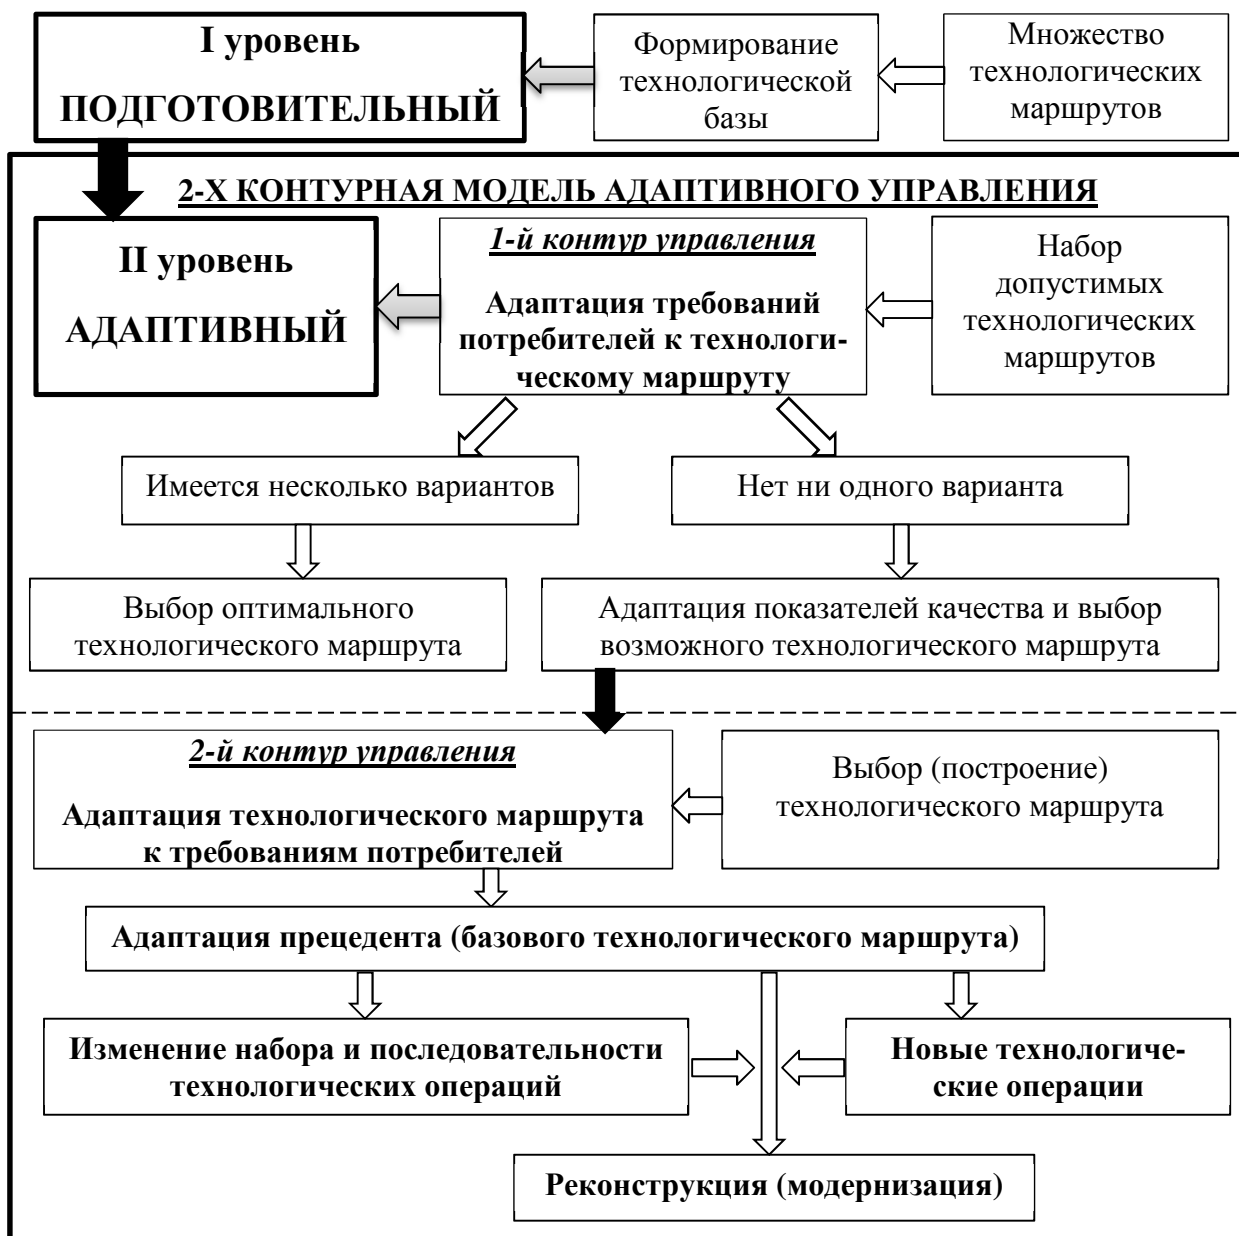 I уровень
ПОДГОТОВИТЕЛЬНЫЙ
Формирование
технологической
базы
Множество
технологических
маршрутов
2-Х КОНТУРНАЯ МОДЕЛЬ АДАПТИВНОГО УПРАВЛЕНИЯ
II уровень
АДАПТИВНЫЙ
1-й контур управления
Адаптация требований
потребителей к технологи-
ческому маршруту
Набор
допустимых
технологических
маршрутов
Имеется несколько вариантов
Нет ни одного варианта
Выбор оптимального
технологического маршрута
Адаптация показателей качества и выбор
возможного технологического маршрута
2-й контур управления
Адаптация технологического маршрута
к требованиям потребителей
Выбор (построение)
технологического маршрута
Адаптация прецедента (базового технологического маршрута)
Изменение набора и последовательности
технологических операций
Новые технологиче-
ские операции
Реконструкция (модернизация)